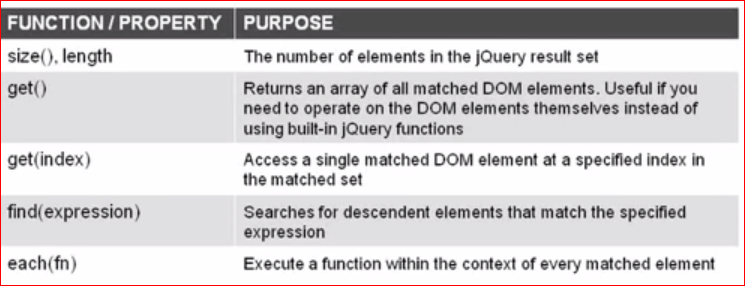 FUNCTION / PROPERTY PURPOSE
size(), length The number of elements in the jQuery result set
get() Returns an array of all matched DOM elements. Useful if you
need to operate on the DOM elements themselves instead of
using built-in jQuery functions
get(index) Access a single matched DOM element at a specified index in
the matched set
find(expression) Searches for descendent elements that match the specified
expression
each(fn) Execute a function within the context of every matched element